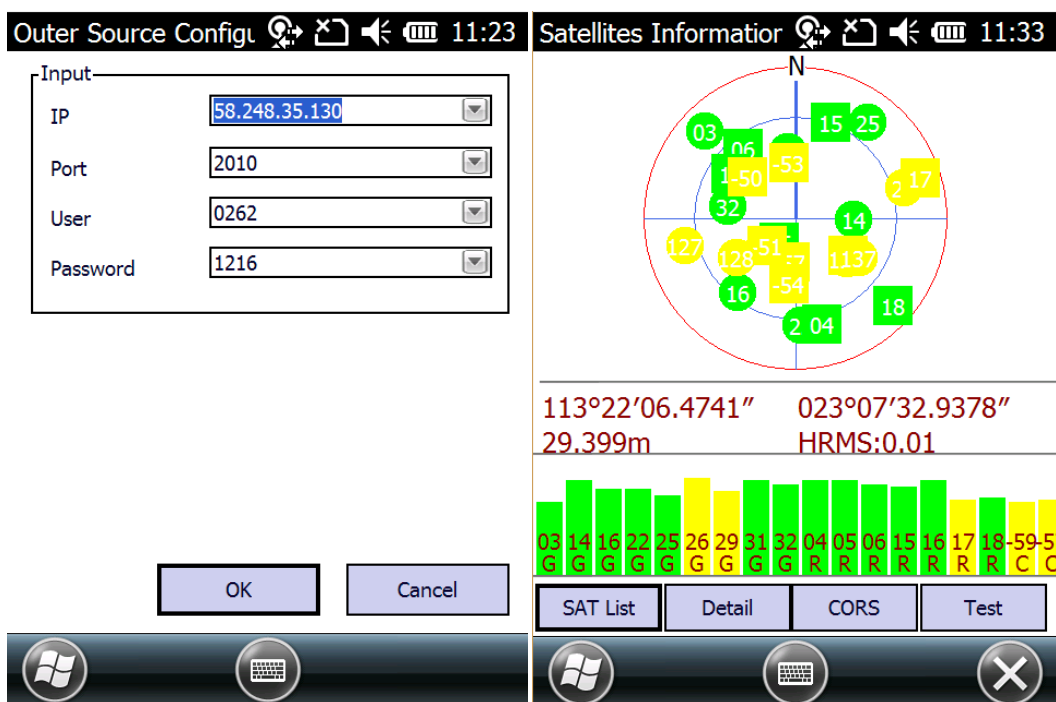 Outer Source Configu 11:23
Input
IP 58.248.35.130
Port 2010
User 0262
Password 1216
OK Cancel
Satellites Information 11:33
N
03 15 25
06
-53
-50
17
32
14
127
128 -51
1137
-54
16
18
04
113°22′06.4741″ 023°07′32.9378″
29.399m HRMS:0.01
03 14 16 22 25 26 29 31 32 04 05 06 15 16 17 18 -59 -5
G G G G G G G G G R R R R R R R C C
SAT List Detail CORS Test